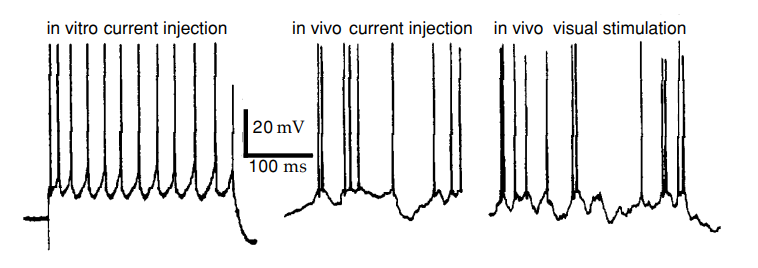 in vitro current injection
in vivo current injection
in vivo visual stimulation
20 mV
100 ms